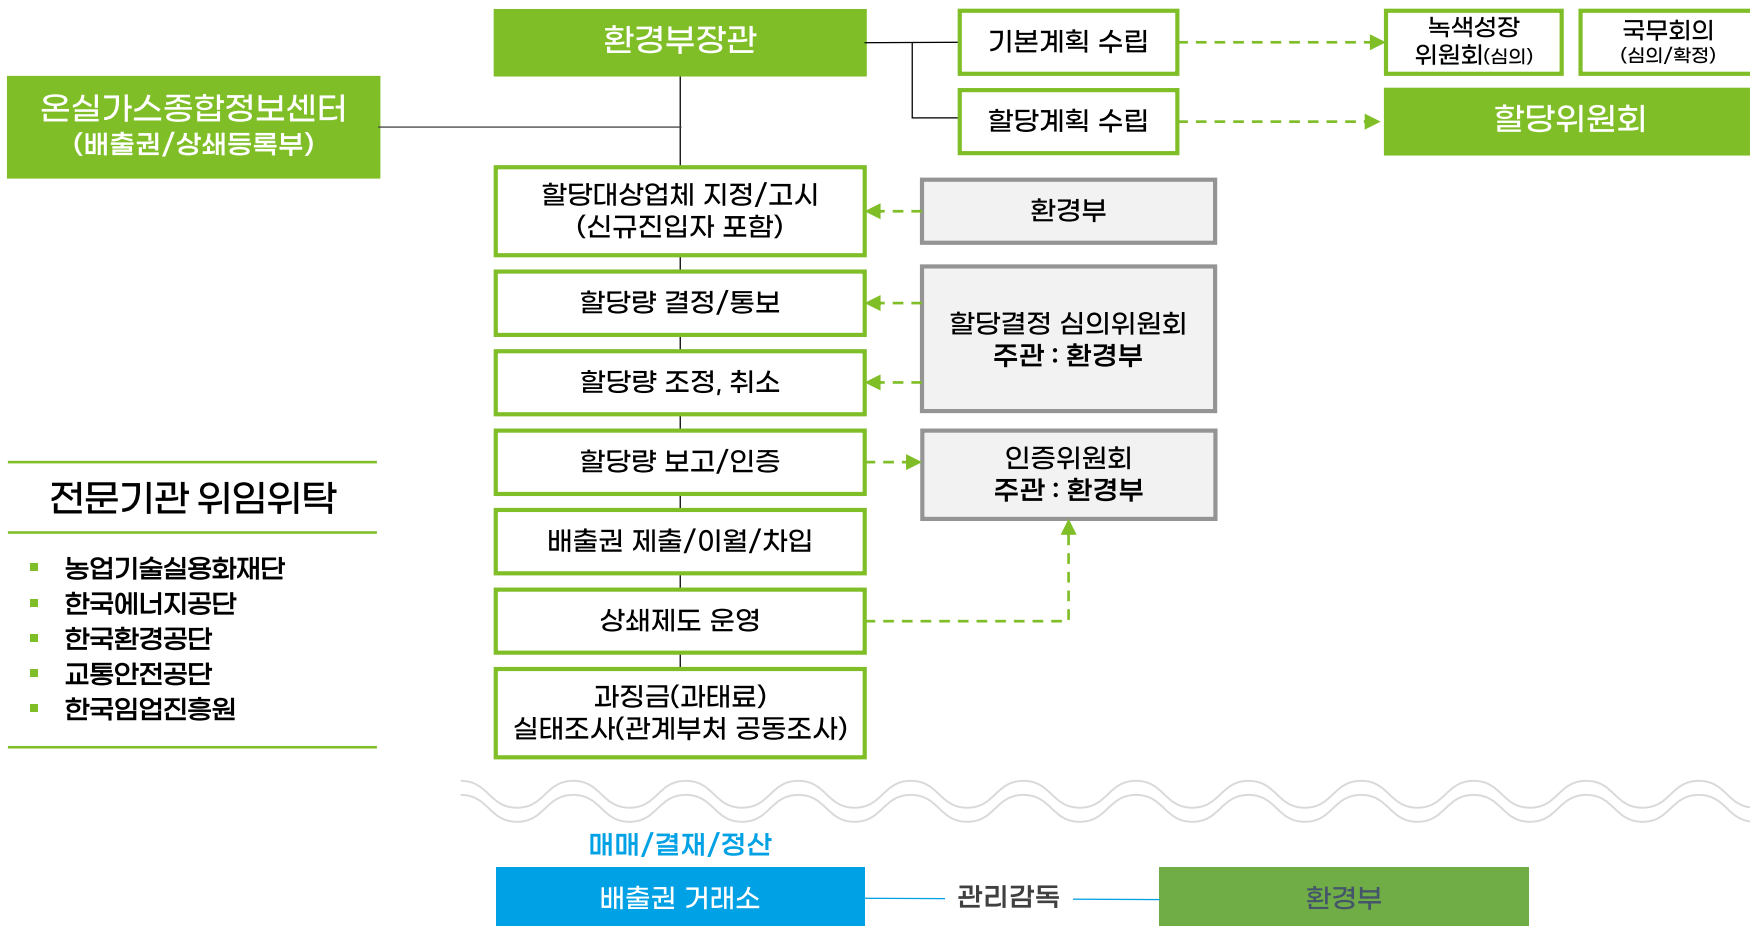 환경부장관
기본계획 수립
녹색성장
위원회(심의)
국무회의
(심의/확정)
할당계획 수립
할당위원회
온실가스종합정보센터
(배출권/상쇄등록부)
할당대상업체 지정/고시
(신규진입자 포함)
환경부
할당량 결정/통보
할당결정 심의위원회
주관 : 환경부
할당량 조정, 취소
할당량 보고/인증
인증위원회
주관 : 환경부
배출권 제출/이월/차입
상쇄제도 운영
과징금(과태료)
실태조사(관계부처 공동조사)
전문기관 위임위탁
농업기술실용화재단
한국에너지공단
한국환경공단
교통안전공단
한국임업진흥원
매매/결재/정산
배출권 거래소
관리감독
환경부